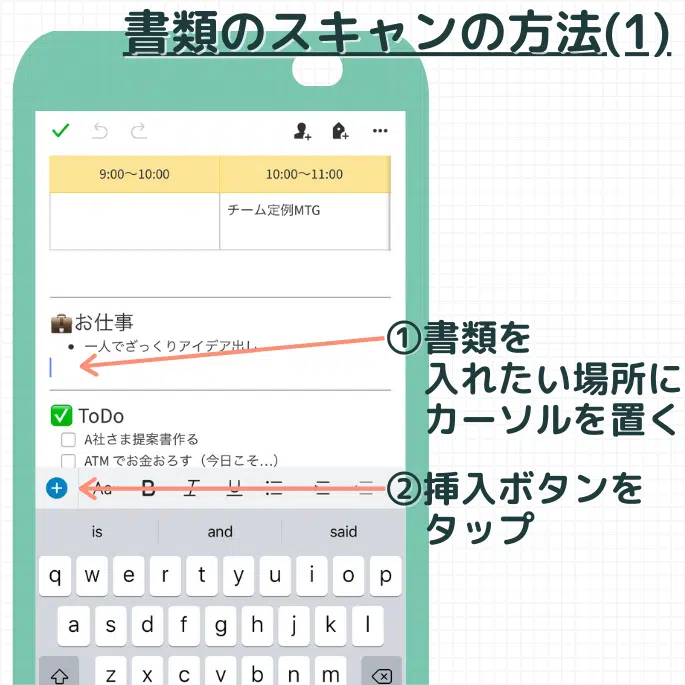 書類のスキャンの方法(1)
9:00〜10:00 10:00〜11:00
チーム定例MTG
💼お仕事
• 一人でざっくりアイデア出し
①書類を
入れたい場所に
カーソルを置く
✅ ToDo
A社さま提案書作る
ATM でお金おろす（今日こそ…）
②挿入ボタンを
タップ
Aa B I U
is and said
q w e r t y u i o p
a s d f g h j k l
z x c v b n m